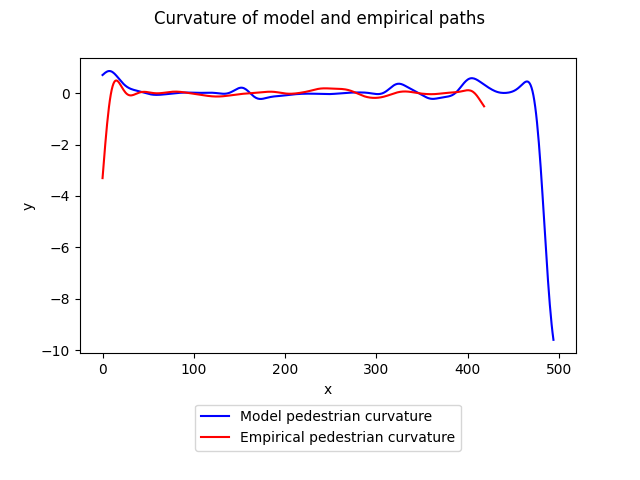 Curvature of model and empirical paths
0
−2
−4
−6
−8
−10
y
0 100 200 300 400 500
x
Model pedestrian curvature
Empirical pedestrian curvature